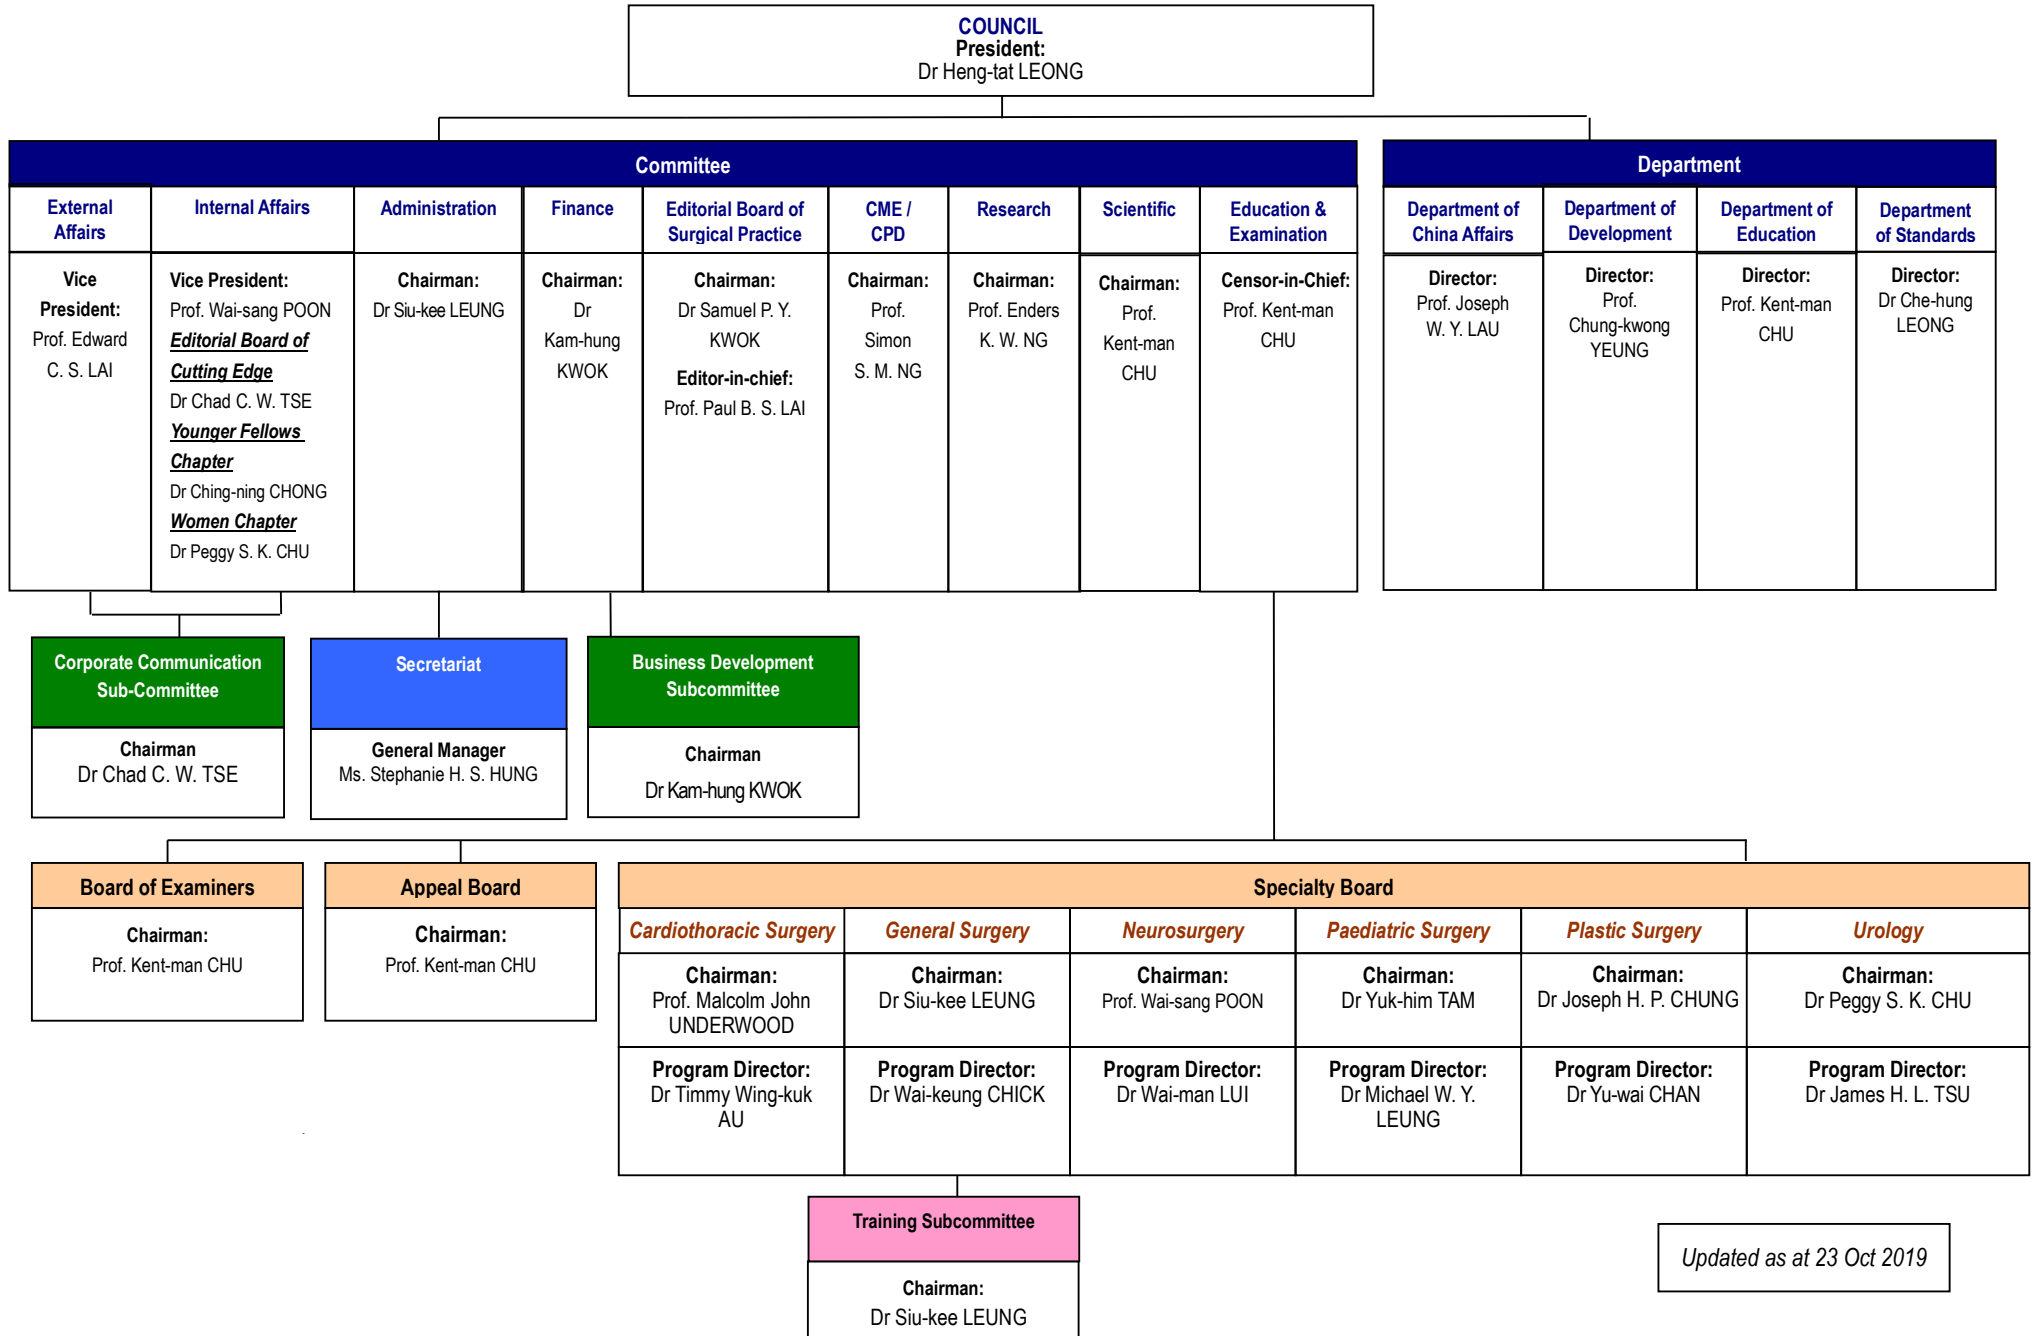 COUNCIL
President:
Dr Heng-tat LEONG
Committee
External
Affairs
Vice
President:
Prof. Edward
C. S. LAI
Internal Affairs
Vice President:
Prof. Wai-sang POON
Editorial Board of
Cutting Edge
Dr Chad C. W. TSE
Younger Fellows
Chapter
Dr Ching-ning CHONG
Women Chapter
Dr Peggy S. K. CHU
Administration
Chairman:
Dr Siu-kee LEUNG
Finance
Chairman:
Dr
Kam-hung
KWOK
Editorial Board of
Surgical Practice
Chairman:
Dr Samuel P. Y.
KWOK
Editor-in-chief:
Prof. Paul B. S. LAI
CME /
CPD
Chairman:
Prof.
Simon
S. M. NG
Research
Chairman:
Prof. Enders
K. W. NG
Scientific
Chairman:
Prof.
Kent-man
CHU
Education &
Examination
Censor-in-Chief:
Prof. Kent-man
CHU
Department
Department of
China Affairs
Director:
Prof. Joseph
W. Y. LAU
Department of
Development
Director:
Prof.
Chung-kwong
YEUNG
Department of
Education
Director:
Prof. Kent-man
CHU
Department
of Standards
Director:
Dr Che-hung
LEONG
Corporate Communication
Sub-Committee
Chairman
Dr Chad C. W. TSE
Secretariat
General Manager
Ms. Stephanie H. S. HUNG
Business Development
Subcommittee
Chairman
Dr Kam-hung KWOK
Board of Examiners
Chairman:
Prof. Kent-man CHU
Appeal Board
Chairman:
Prof. Kent-man CHU
Specialty Board
Cardiothoracic Surgery
Chairman:
Prof. Malcolm John
UNDERWOOD
Program Director:
Dr Timmy Wing-kuk
AU
General Surgery
Chairman:
Dr Siu-kee LEUNG
Program Director:
Dr Wai-keung CHICK
Neurosurgery
Chairman:
Prof. Wai-sang POON
Program Director:
Dr Wai-man LUI
Paediatric Surgery
Chairman:
Dr Yuk-him TAM
Program Director:
Dr Michael W. Y.
LEUNG
Plastic Surgery
Chairman:
Dr Joseph H. P. CHUNG
Program Director:
Dr Yu-wai CHAN
Urology
Chairman:
Dr Peggy S. K. CHU
Program Director:
Dr James H. L. TSU
Training Subcommittee
Chairman:
Dr Siu-kee LEUNG
Updated as at 23 Oct 2019